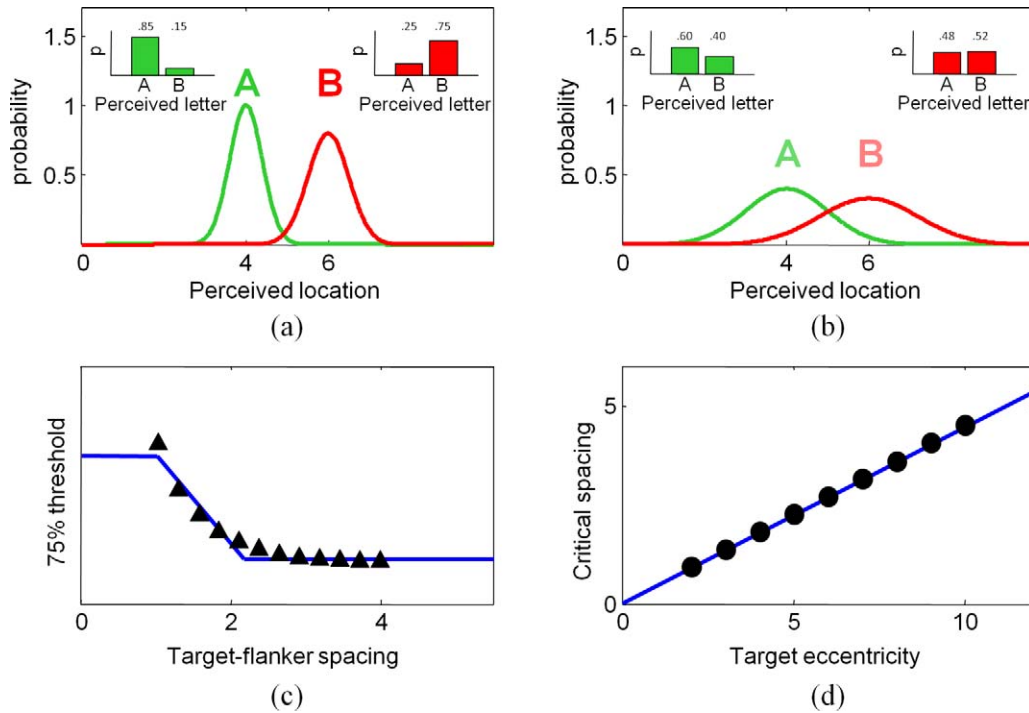 1.5
1
0.5
probability
.85 .15
p
A B
Perceived letter
.25 .75
p
A B
Perceived letter
A B
0 4 6
Perceived location
(a)
1.5
1
0.5
probability
.60 .40
p
A B
Perceived letter
.48 .52
p
A B
Perceived letter
A B
0 4 6
Perceived location
(b)
75% threshold
0 2 4
Target-flanker spacing
(c)
5
0
Critical spacing
0 5 10
Target eccentricity
(d)